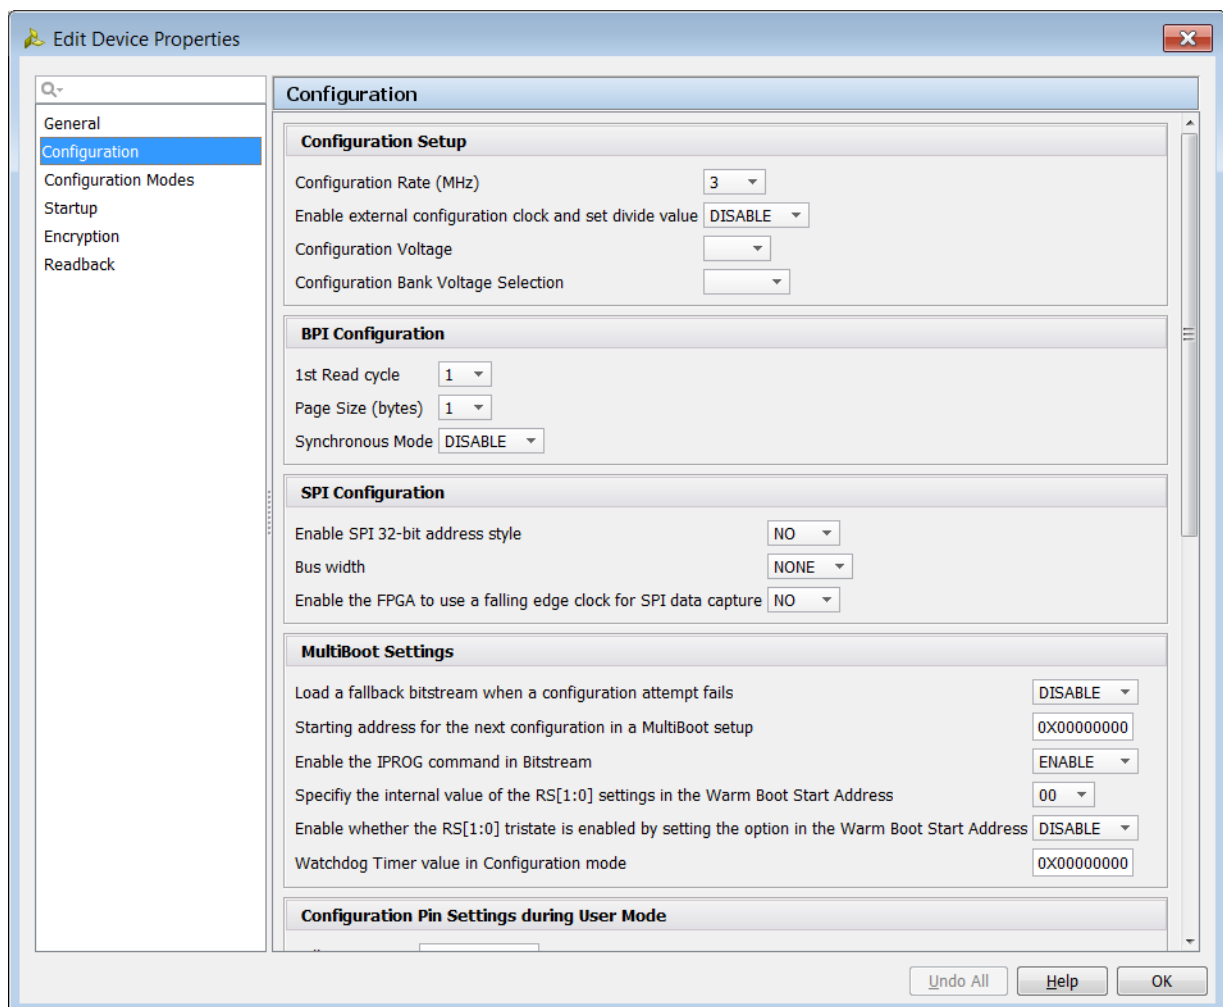 Edit Device Properties
General
Configuration
Configuration Modes
Startup
Encryption
Readback
Configuration
Configuration Setup
Configuration Rate (MHz) 3
Enable external configuration clock and set divide value DISABLE
Configuration Voltage
Configuration Bank Voltage Selection
BPI Configuration
1st Read cycle 1
Page Size (bytes) 1
Synchronous Mode DISABLE
SPI Configuration
Enable SPI 32-bit address style NO
Bus width NONE
Enable the FPGA to use a falling edge clock for SPI data capture NO
MultiBoot Settings
Load a fallback bitstream when a configuration attempt fails DISABLE
Starting address for the next configuration in a MultiBoot setup 0X00000000
Enable the IPROG command in Bitstream ENABLE
Specifiy the internal value of the RS[1:0] settings in the Warm Boot Start Address 00
Enable whether the RS[1:0] tristate is enabled by setting the option in the Warm Boot Start Address DISABLE
Watchdog Timer value in Configuration mode 0X00000000
Configuration Pin Settings during User Mode
Undo All Help OK